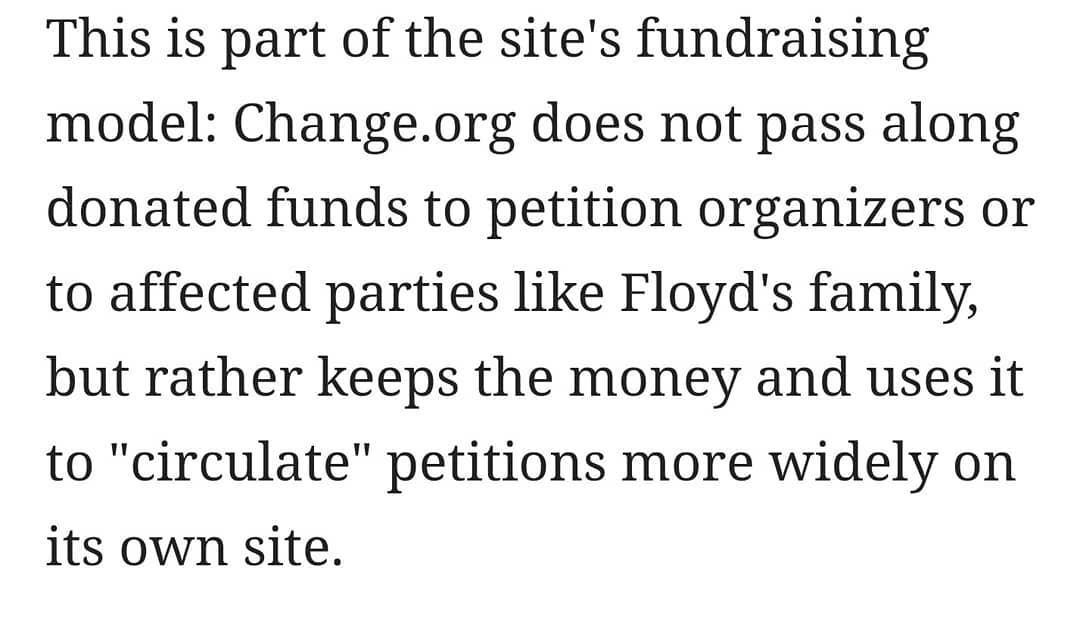 This is part of the site's fundraising
model: Change.org does not pass along
donated funds to petition organizers or
to affected parties like Floyd's family,
but rather keeps the money and uses it
to "circulate" petitions more widely on
its own site.